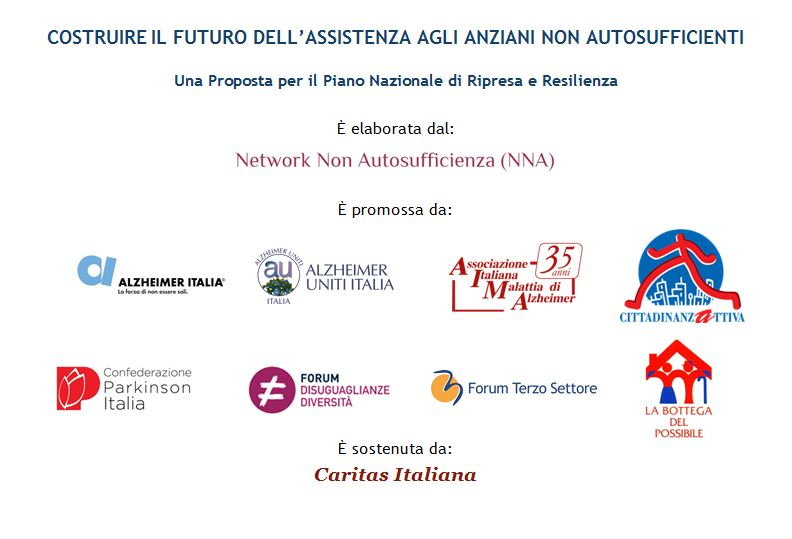 COSTRUIRE IL FUTURO DELL'ASSISTENZA AGLI ANZIANI NON AUTOSUFFICIENTI
Una Proposta per il Piano Nazionale di Ripresa e Resilienza
È elaborata dal:
Network Non Autosufficienza (NNA)
È promossa da:
ALZHEIMER ITALIA®
La forza di non essere soli.
ALZHEIMER UNITI
au
ITALIA
ALZHEIMER
UNITI ITALIA
Associazione
Italiana
Malattia di
Alzheimer
35
anni
CITTADINANZATTIVA
Confederazione
Parkinson
Italia
FORUM
DISUGUAGLIANZE
DIVERSITÀ
Forum Terzo Settore
LA BOTTEGA
DEL
POSSIBILE
È sostenuta da:
Caritas Italiana